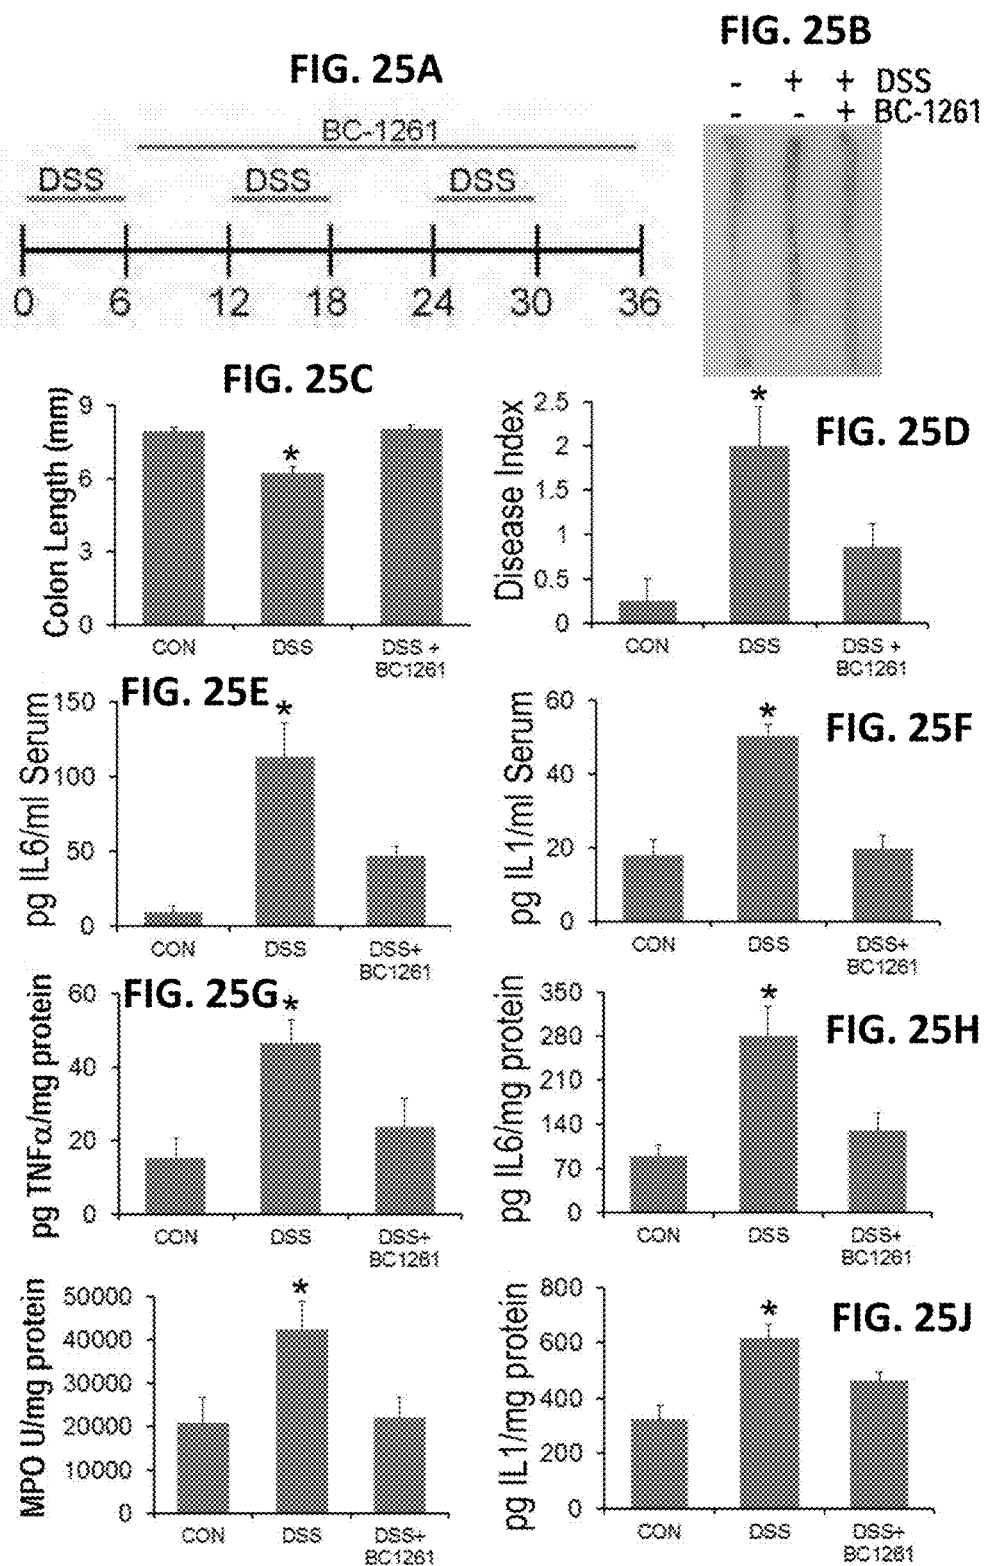 FIG. 25A
BC-1261
DSS DSS DSS
0 6 12 18 24 30 36
FIG. 25B
- + + DSS
- - + BC-1261
FIG. 25C
Colon Length (mm)
9
6
3
0
*
CON DSS DSS +
BC1261
FIG. 25D
Disease Index
2.5
2
1.5
1
0.5
0
*
CON DSS DSS +
BC1261
FIG. 25E
pg IL6/ml Serum
150
100
50
0
*
CON DSS DSS+
BC1261
FIG. 25F
pg IL1/ml Serum
60
40
20
0
*
CON DSS DSS+
BC1261
FIG. 25G
pg TNFα/mg protein
60
40
20
0
*
CON DSS DSS+
BC1261
FIG. 25H
pg IL6/mg protein
350
280
210
140
70
0
*
CON DSS DSS+
BC1261
MPO U/mg protein
50000
40000
30000
20000
10000
0
*
CON DSS DSS+
BC1261
FIG. 25J
pg IL1/mg protein
800
600
400
200
0
*
CON DSS DSS+
BC1261